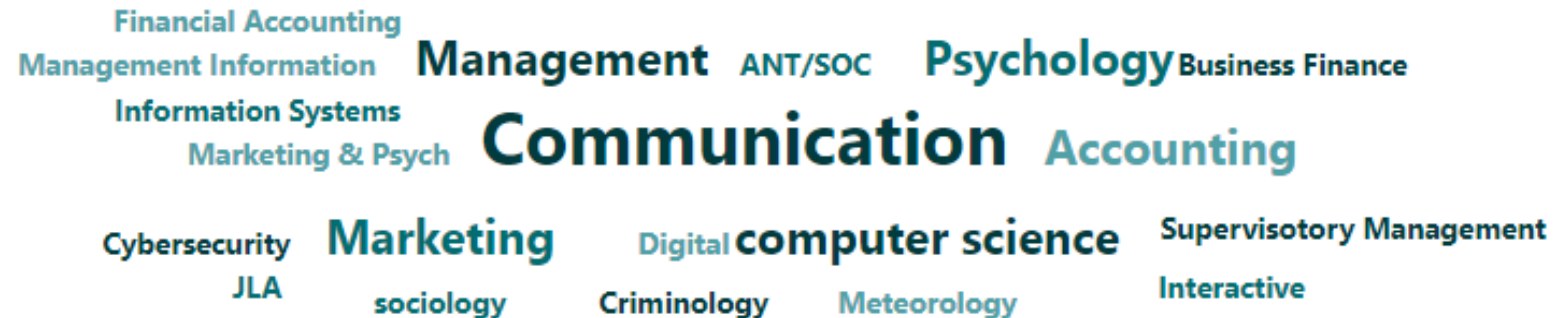 Financial Accounting
Management Information Management ANT/SOC Psychology Business Finance
Information Systems
Marketing & Psych Communication Accounting
Cybersecurity Marketing Digital computer science Supervisotory Management
JLA sociology Criminology Meteorology Interactive